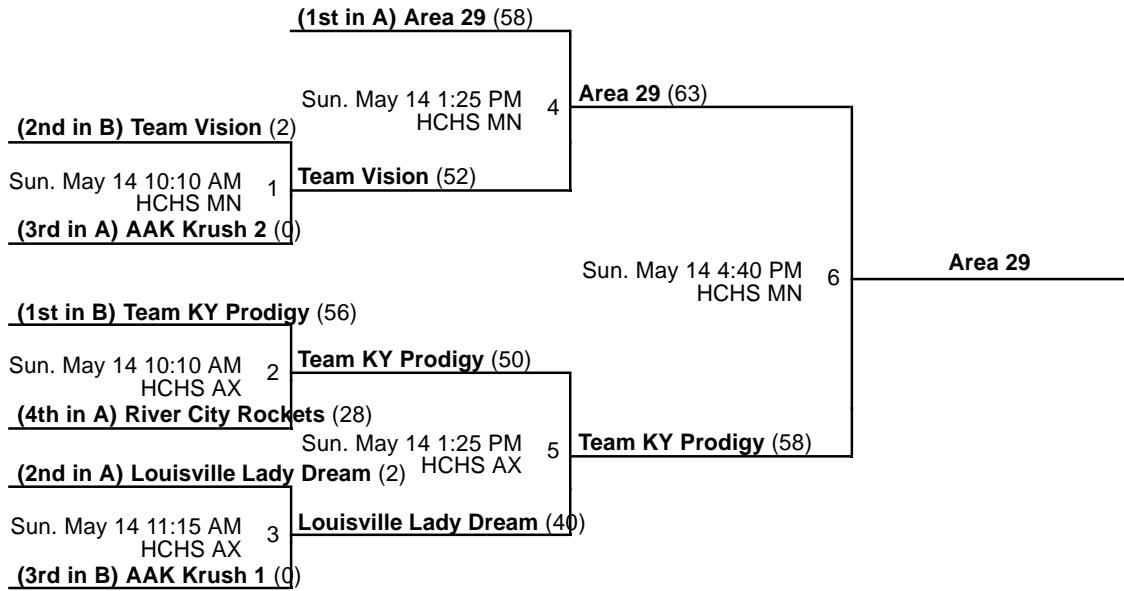 (1st in A) Area 29 (58)
Sun. May 14 1:25 PM 4
HCHS MN
Area 29 (63)
(2nd in B) Team Vision (2)
Sun. May 14 10:10 AM 1
HCHS MN
Team Vision (52)
(3rd in A) AAK Krush 2 (0)
Sun. May 14 4:40 PM 6
HCHS MN
Area 29
(1st in B) Team KY Prodigy (56)
Sun. May 14 10:10 AM 2
HCHS AX
Team KY Prodigy (50)
(4th in A) River City Rockets (28)
Sun. May 14 1:25 PM 5
HCHS AX
Team KY Prodigy (58)
(2nd in A) Louisville Lady Dream (2)
Sun. May 14 11:15 AM 3
HCHS AX
Louisville Lady Dream (40)
(3rd in B) AAK Krush 1 (0)